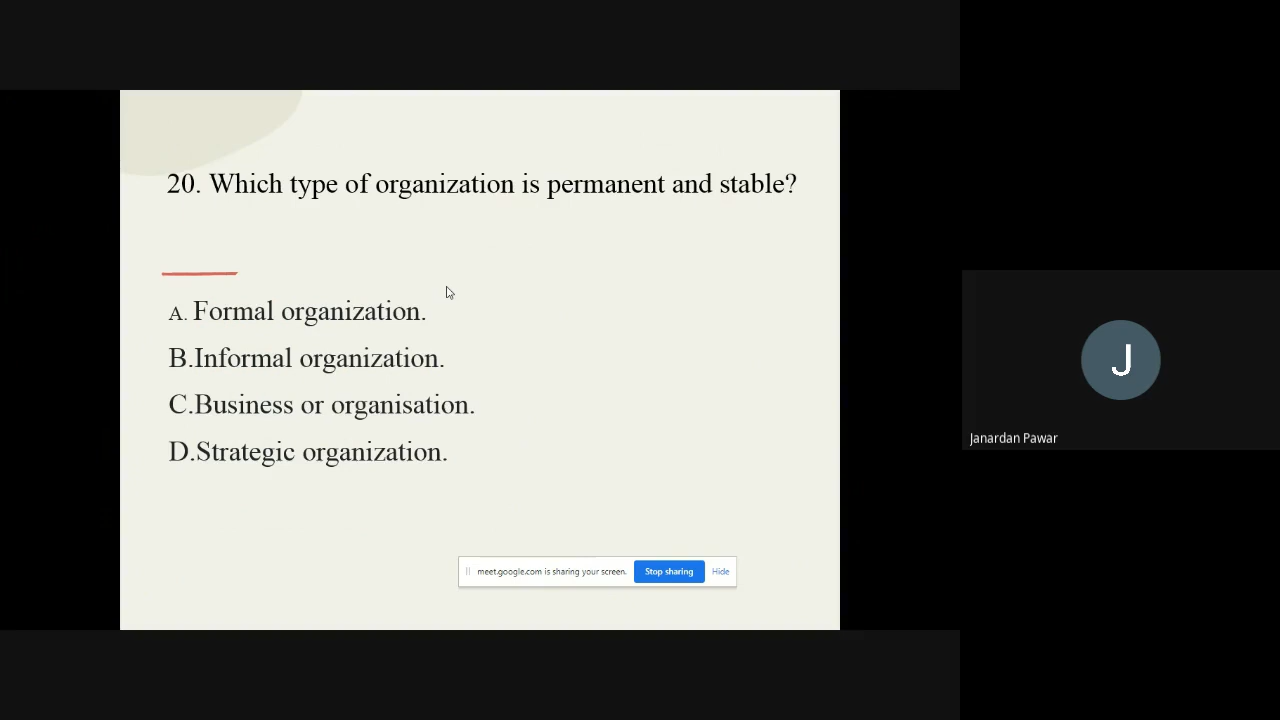 20. Which type of organization is permanent and stable?
A. Formal organization.
B.Informal organization.
C.Business or organisation.
D.Strategic organization.
meet.google.com is sharing your screen. Stop sharing Hide
J
Janardan Pawar